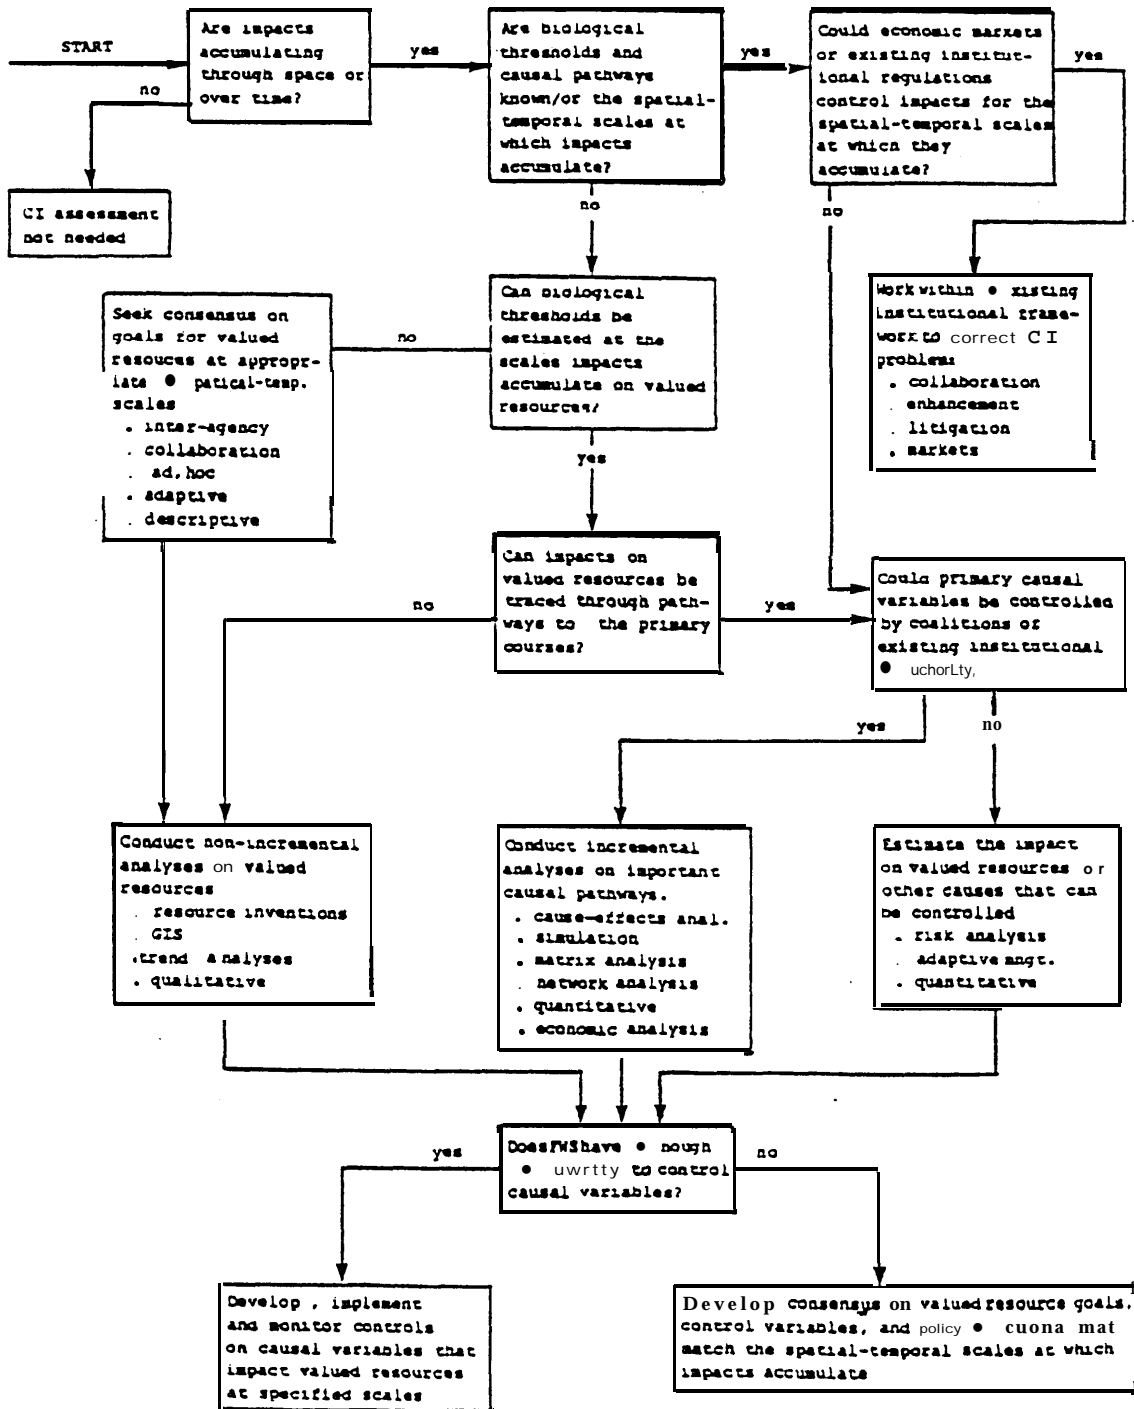 START
Are impacts
accumulating
through space or
over time?
yes
no
CI assessment
not needed
Are biological
thresholds and
causal pathways
known/or the spatial-
temporal scales at
which impacts
accumulate?
yes
no
Could economic markets
or existing institut-
ional regulations
control impacts for the
spatial-temporal scales
at which they
accumulate?
yes
no
Work within ● xisting
institutional frame-
work to correct CI
problem:
. collaboration
. enhancement
. litigation
. markets
Can biological
thresholds be
estimated at the
scales impacts
accumulate on valued
resources?
no
yes
Seek consensus on
goals for valued
resouces at appropr-
iate ● patical-temp.
scales
. inter-agency
. collaboration
. ad.hoc
. adaptive
. descriptive
Can impacts on
valued resources be
traced through path-
ways to the primary
courses?
no
yes
Could primary causal
variables be controlled
by coalitions of
existing institutional
● uchorLty,
yes
no
Conduct non-incremental
analyses on valued
resources
. resource inventions
. GIS
.trend analyses
. qualitative
Conduct incremental
analyses on important
causal pathways.
. cause-effects anal.
. simulation
. matrix analysis
. network analysis
. quantitative
. economic analysis
Estimate the impact
on valued resources or
other causes that can
be controlled
. risk analysis
. adaptive mngt.
. quantitative
DoesFWShave ● nough
● uwrtty to control
causal variables?
yes
no
Develop , implement
and monitor controls
on causal variables that
impact valued resources
at specified scales
Develop consensus on valued resource goals,
control variables, and policy ● cuona mat
match the spatial-temporal scales at which
impacts accumulate